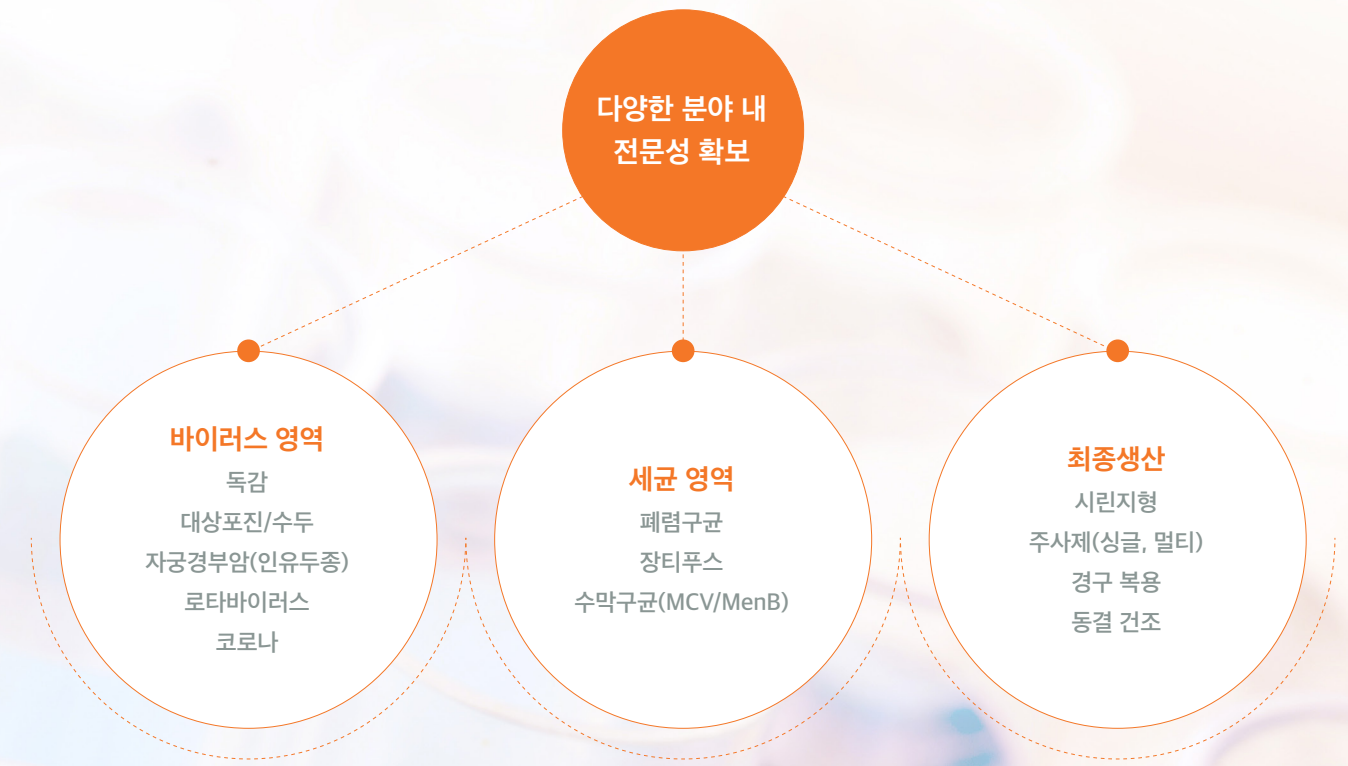 다양한 분야 내
전문성 확보
바이러스 영역
독감
대상포진/수두
자궁경부암(인유두종)
로타바이러스
코로나
세균 영역
폐렴구균
장티푸스
수막구균(MCV/MenB)
최종생산
시린지형
주사제(싱글, 멀티)
경구 복용
동결 건조